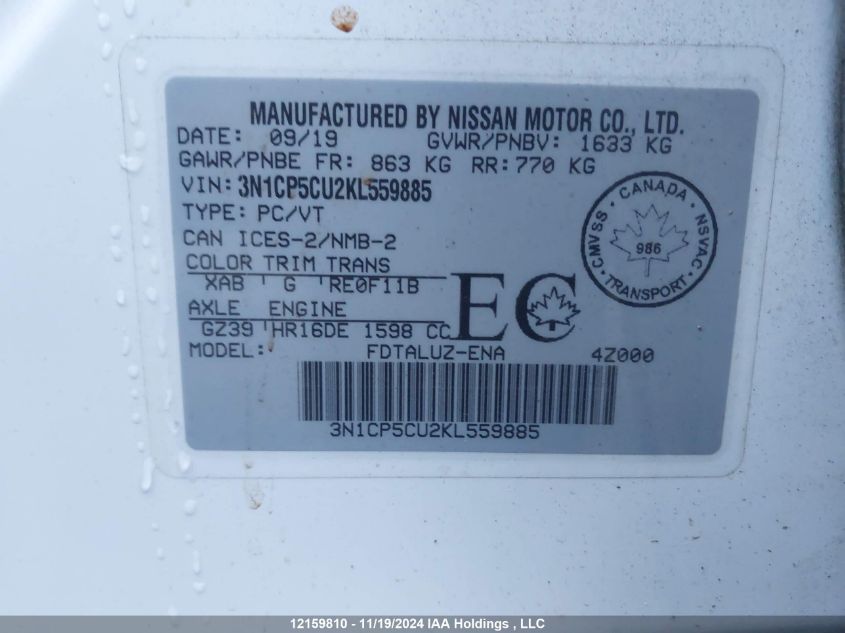 MANUFACTURED BY NISSAN MOTOR CO., LTD.
DATE: 09/19 GVWR/PNBV: 1633 KG
GAWR/PNBE FR: 863 KG RR:770 KG
VIN: 3N1CP5CU2KL559885
TYPE: PC/VT
CAN ICES-2/NMB-2
COLOR TRIM TRANS
XAB ' G 'RE0F11B
AXLE ENGINE
GZ39 'HR16DE 1598 CC
EC
MODEL: FDTALUZ-ENA 4Z000
3N1CP5CU2KL559885
CANADA
CMVSS
986
NSVAC
TRANSPORT
12159810 - 11/19/2024 IAA Holdings , LLC